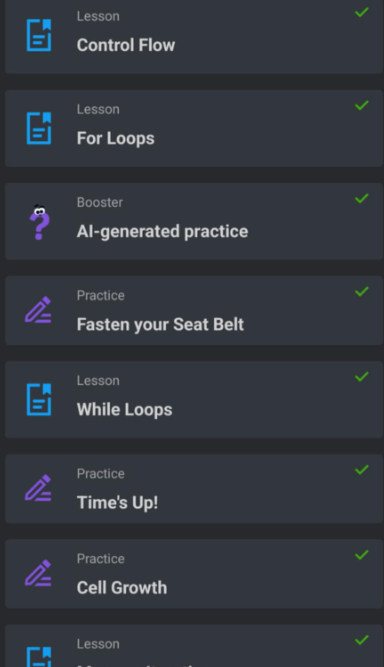 Lesson
Control Flow
Lesson
For Loops
Booster
AI-generated practice
Practice
Fasten your Seat Belt
Lesson
While Loops
Practice
Time's Up!
Practice
Cell Growth
Lesson